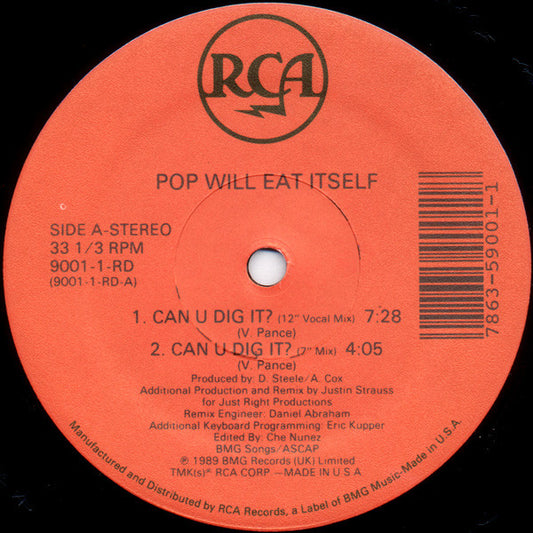 RCA
POP WILL EAT ITSELF
SIDE A-STEREO
33 1/3 RPM
9001-1-RD
(9001-1-RD-A)
7863-59001-1
1. CAN U DIG IT? (12" Vocal Mix) 7:28
(V. Pance)
2. CAN U DIG IT? (7" Mix) 4:05
(V. Pance)
Produced by: D. Steele/A. Cox
Additional Production and Remix by Justin Strauss
for Just Right Productions
Remix Engineer: Daniel Abraham
Additional Keyboard Programming: Eric Kupper
Edited By: Che Nunez
BMG Songs/ASCAP
℗ 1989 BMG Records (UK) Limited
TMK(s)® RCA CORP —MADE IN U S A
Manufactured and Distributed by RCA Records, a Label of BMG Music-Made in U.S.A.